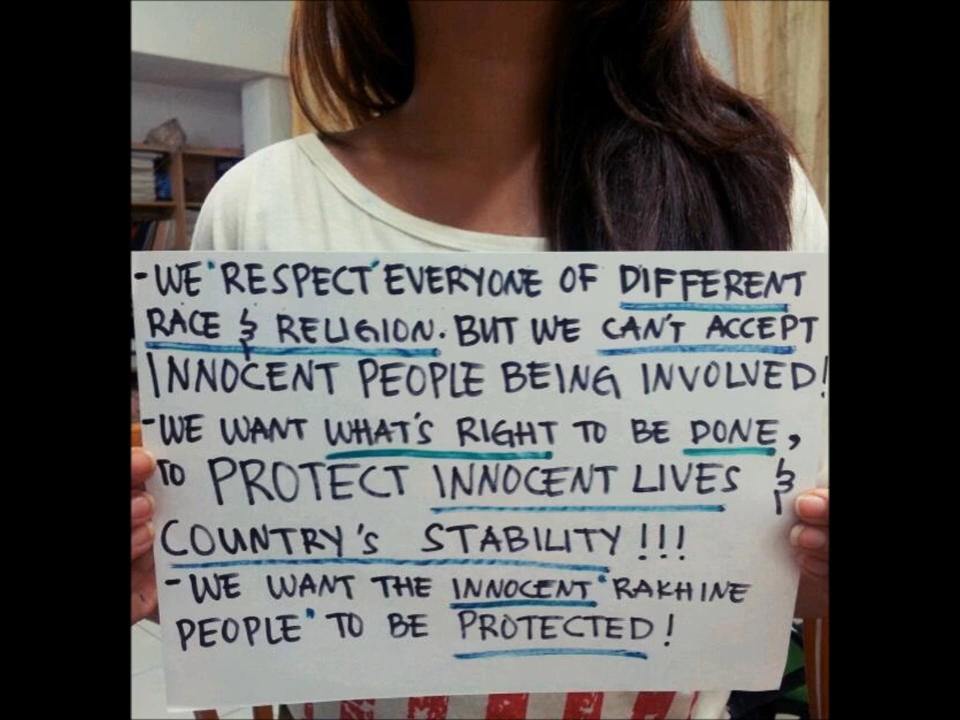 - WE "RESPECT" EVERYONE OF DIFFERENT
RACE & RELIGION. BUT WE CAN'T ACCEPT
INNOCENT PEOPLE BEING INVOLVED!
- WE WANT WHAT'S RIGHT TO BE DONE,
TO PROTECT INNOCENT LIVES &
COUNTRY'S STABILITY !!!
- WE WANT THE INNOCENT "RAKHINE
PEOPLE" TO BE PROTECTED!